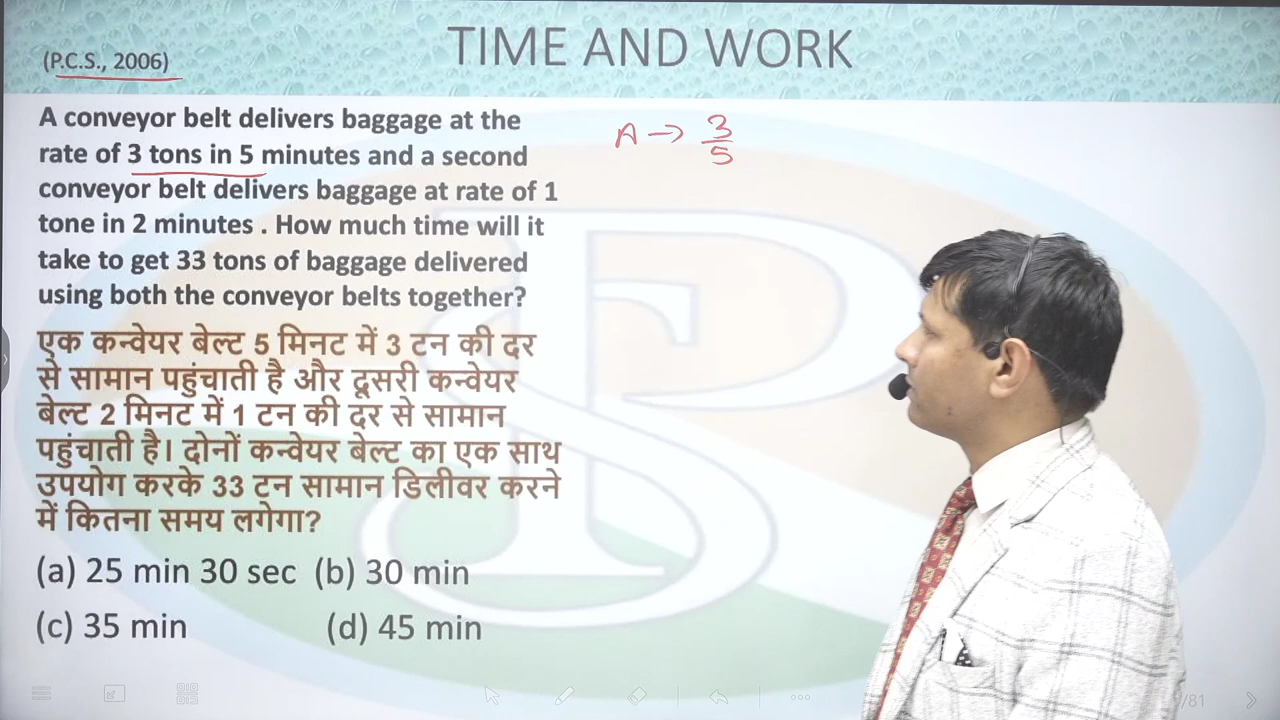 TIME AND WORK
(P.C.S., 2006)
A conveyor belt delivers baggage at the
rate of 3 tons in 5 minutes and a second
conveyor belt delivers baggage at rate of 1
tone in 2 minutes . How much time will it
take to get 33 tons of baggage delivered
using both the conveyor belts together?
A → 3/5
एक कन्वेयर बेल्ट 5 मिनट में 3 टन की दर
से सामान पहुंचाती है और दूसरी कन्वेयर
बेल्ट 2 मिनट में 1 टन की दर से सामान
पहुंचाती है। दोनों कन्वेयर बेल्ट का एक साथ
उपयोग करके 33 टन सामान डिलीवर करने
में कितना समय लगेगा?
(a) 25 min 30 sec (b) 30 min
(c) 35 min (d) 45 min
/81